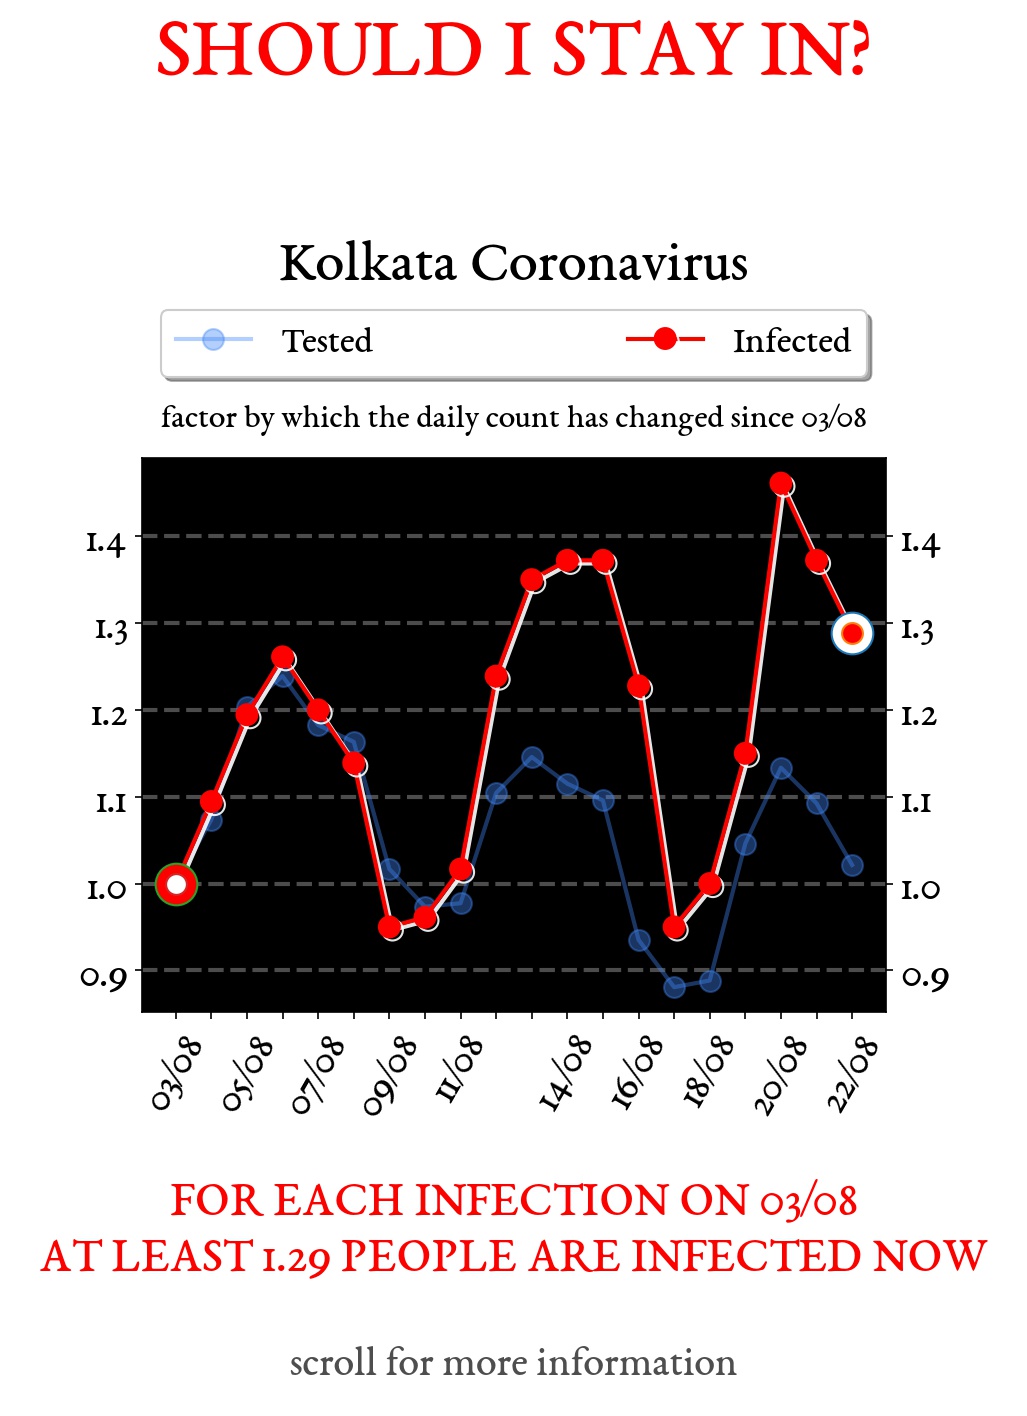 SHOULD I STAY IN?
Kolkata Coronavirus
Tested Infected
factor by which the daily count has changed since 03/08
1.4 1.4
1.3 1.3
1.2 1.2
1.1 1.1
1.0 1.0
0.9 0.9
03/08 05/08 07/08 09/08 11/08 14/08 16/08 18/08 20/08 22/08
FOR EACH INFECTION ON 03/08
AT LEAST 1.29 PEOPLE ARE INFECTED NOW
scroll for more information